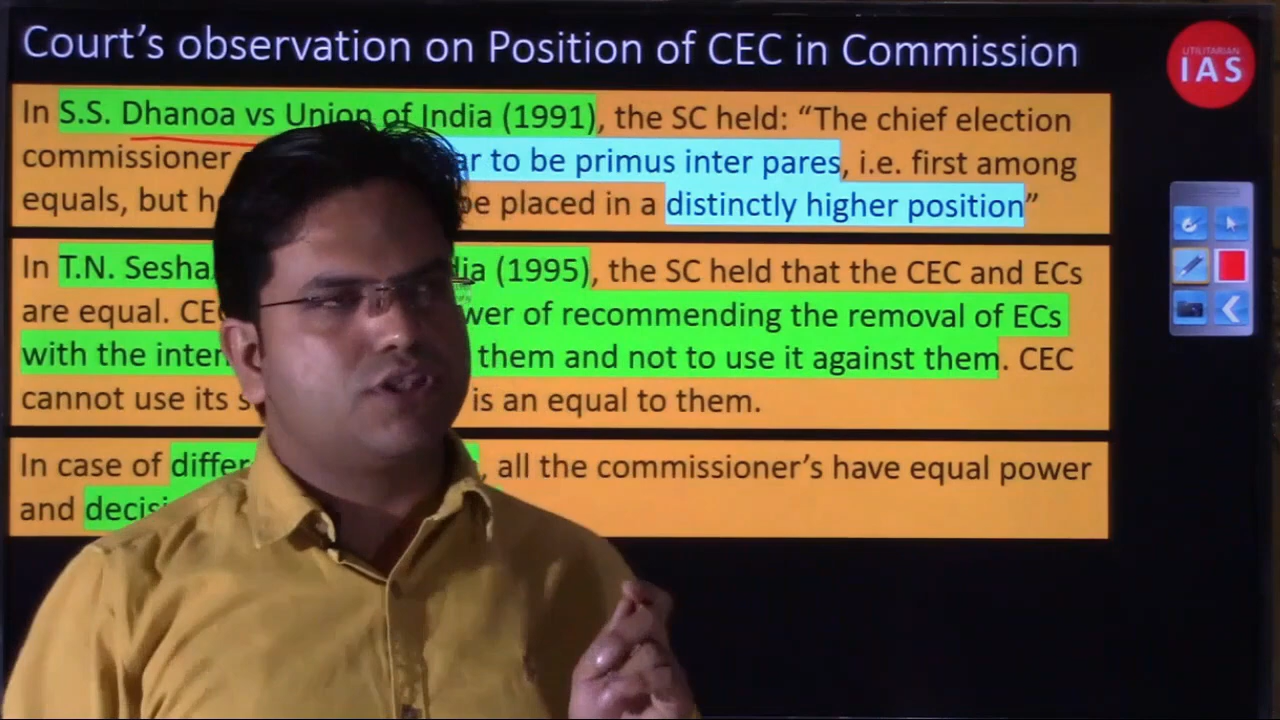 Court's observation on Position of CEC in Commission
UTILITARIAN
IAS
In S.S. Dhanoa vs Union of India (1991), the SC held: “The chief election
commissioner ar to be primus inter pares, i.e. first among
equals, but be placed in a distinctly higher position”
In T.N. Sesha dia (1995), the SC held that the CEC and ECs
are equal. CEC wer of recommending the removal of ECs
with the inten them and not to use it against them. CEC
cannot use its s is an equal to them.
In case of differ , all the commissioner’s have equal power
and decisi